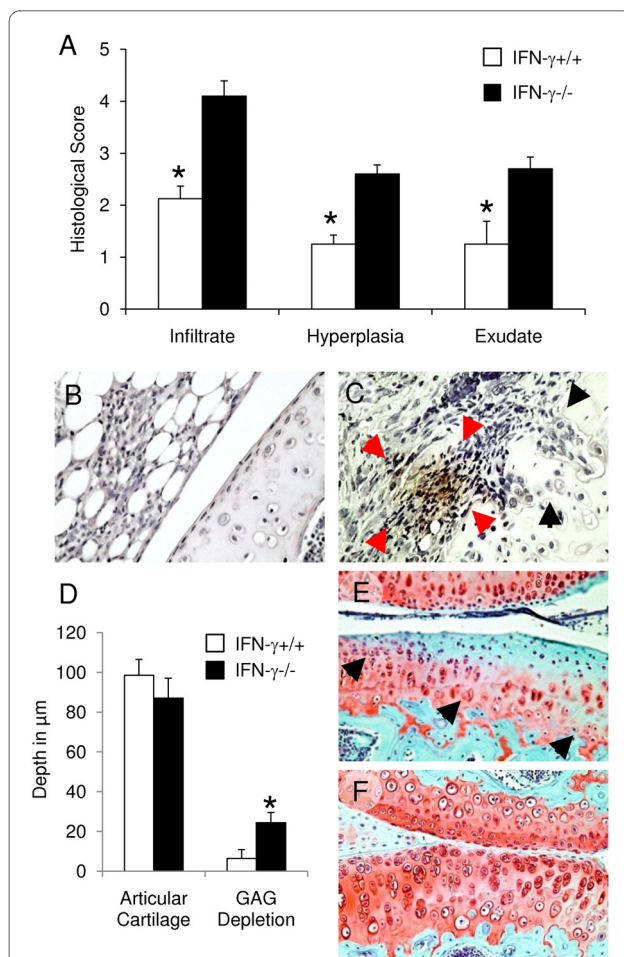 A
5
4
3
2
1
0
Histological Score
IFN-γ+/+
IFN-γ-/-
*
*
*
Infiltrate Hyperplasia Exudate
B
C
D
120
100
80
60
40
20
0
Depth in µm
IFN-γ+/+
IFN-γ-/-
*
Articular
Cartilage
GAG
Depletion
E
F